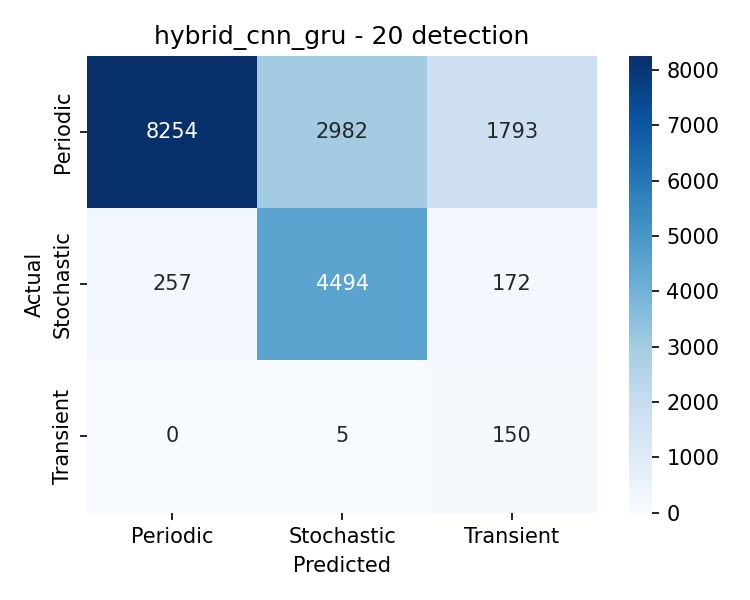 hybrid_cnn_gru - 20 detection
Actual
Periodic
8254 2982 1793
Stochastic
257 4494 172
Transient
0 5 150
Periodic Stochastic Transient
Predicted
8000
7000
6000
5000
4000
3000
2000
1000
0